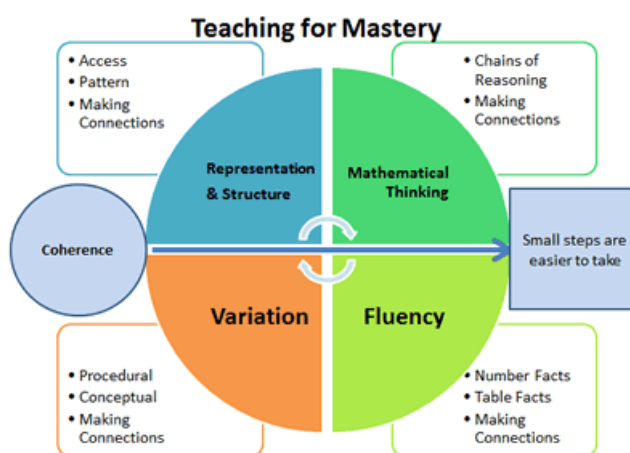 Teaching for Mastery
• Access
• Pattern
• Making
Connections
• Chains of
Reasoning
• Making
Connections
Representation
& Structure
Mathematical
Thinking
Coherence
Small steps are
easier to take
Variation
Fluency
• Procedural
• Conceptual
• Making
Connections
• Number Facts
• Table Facts
• Making
Connections